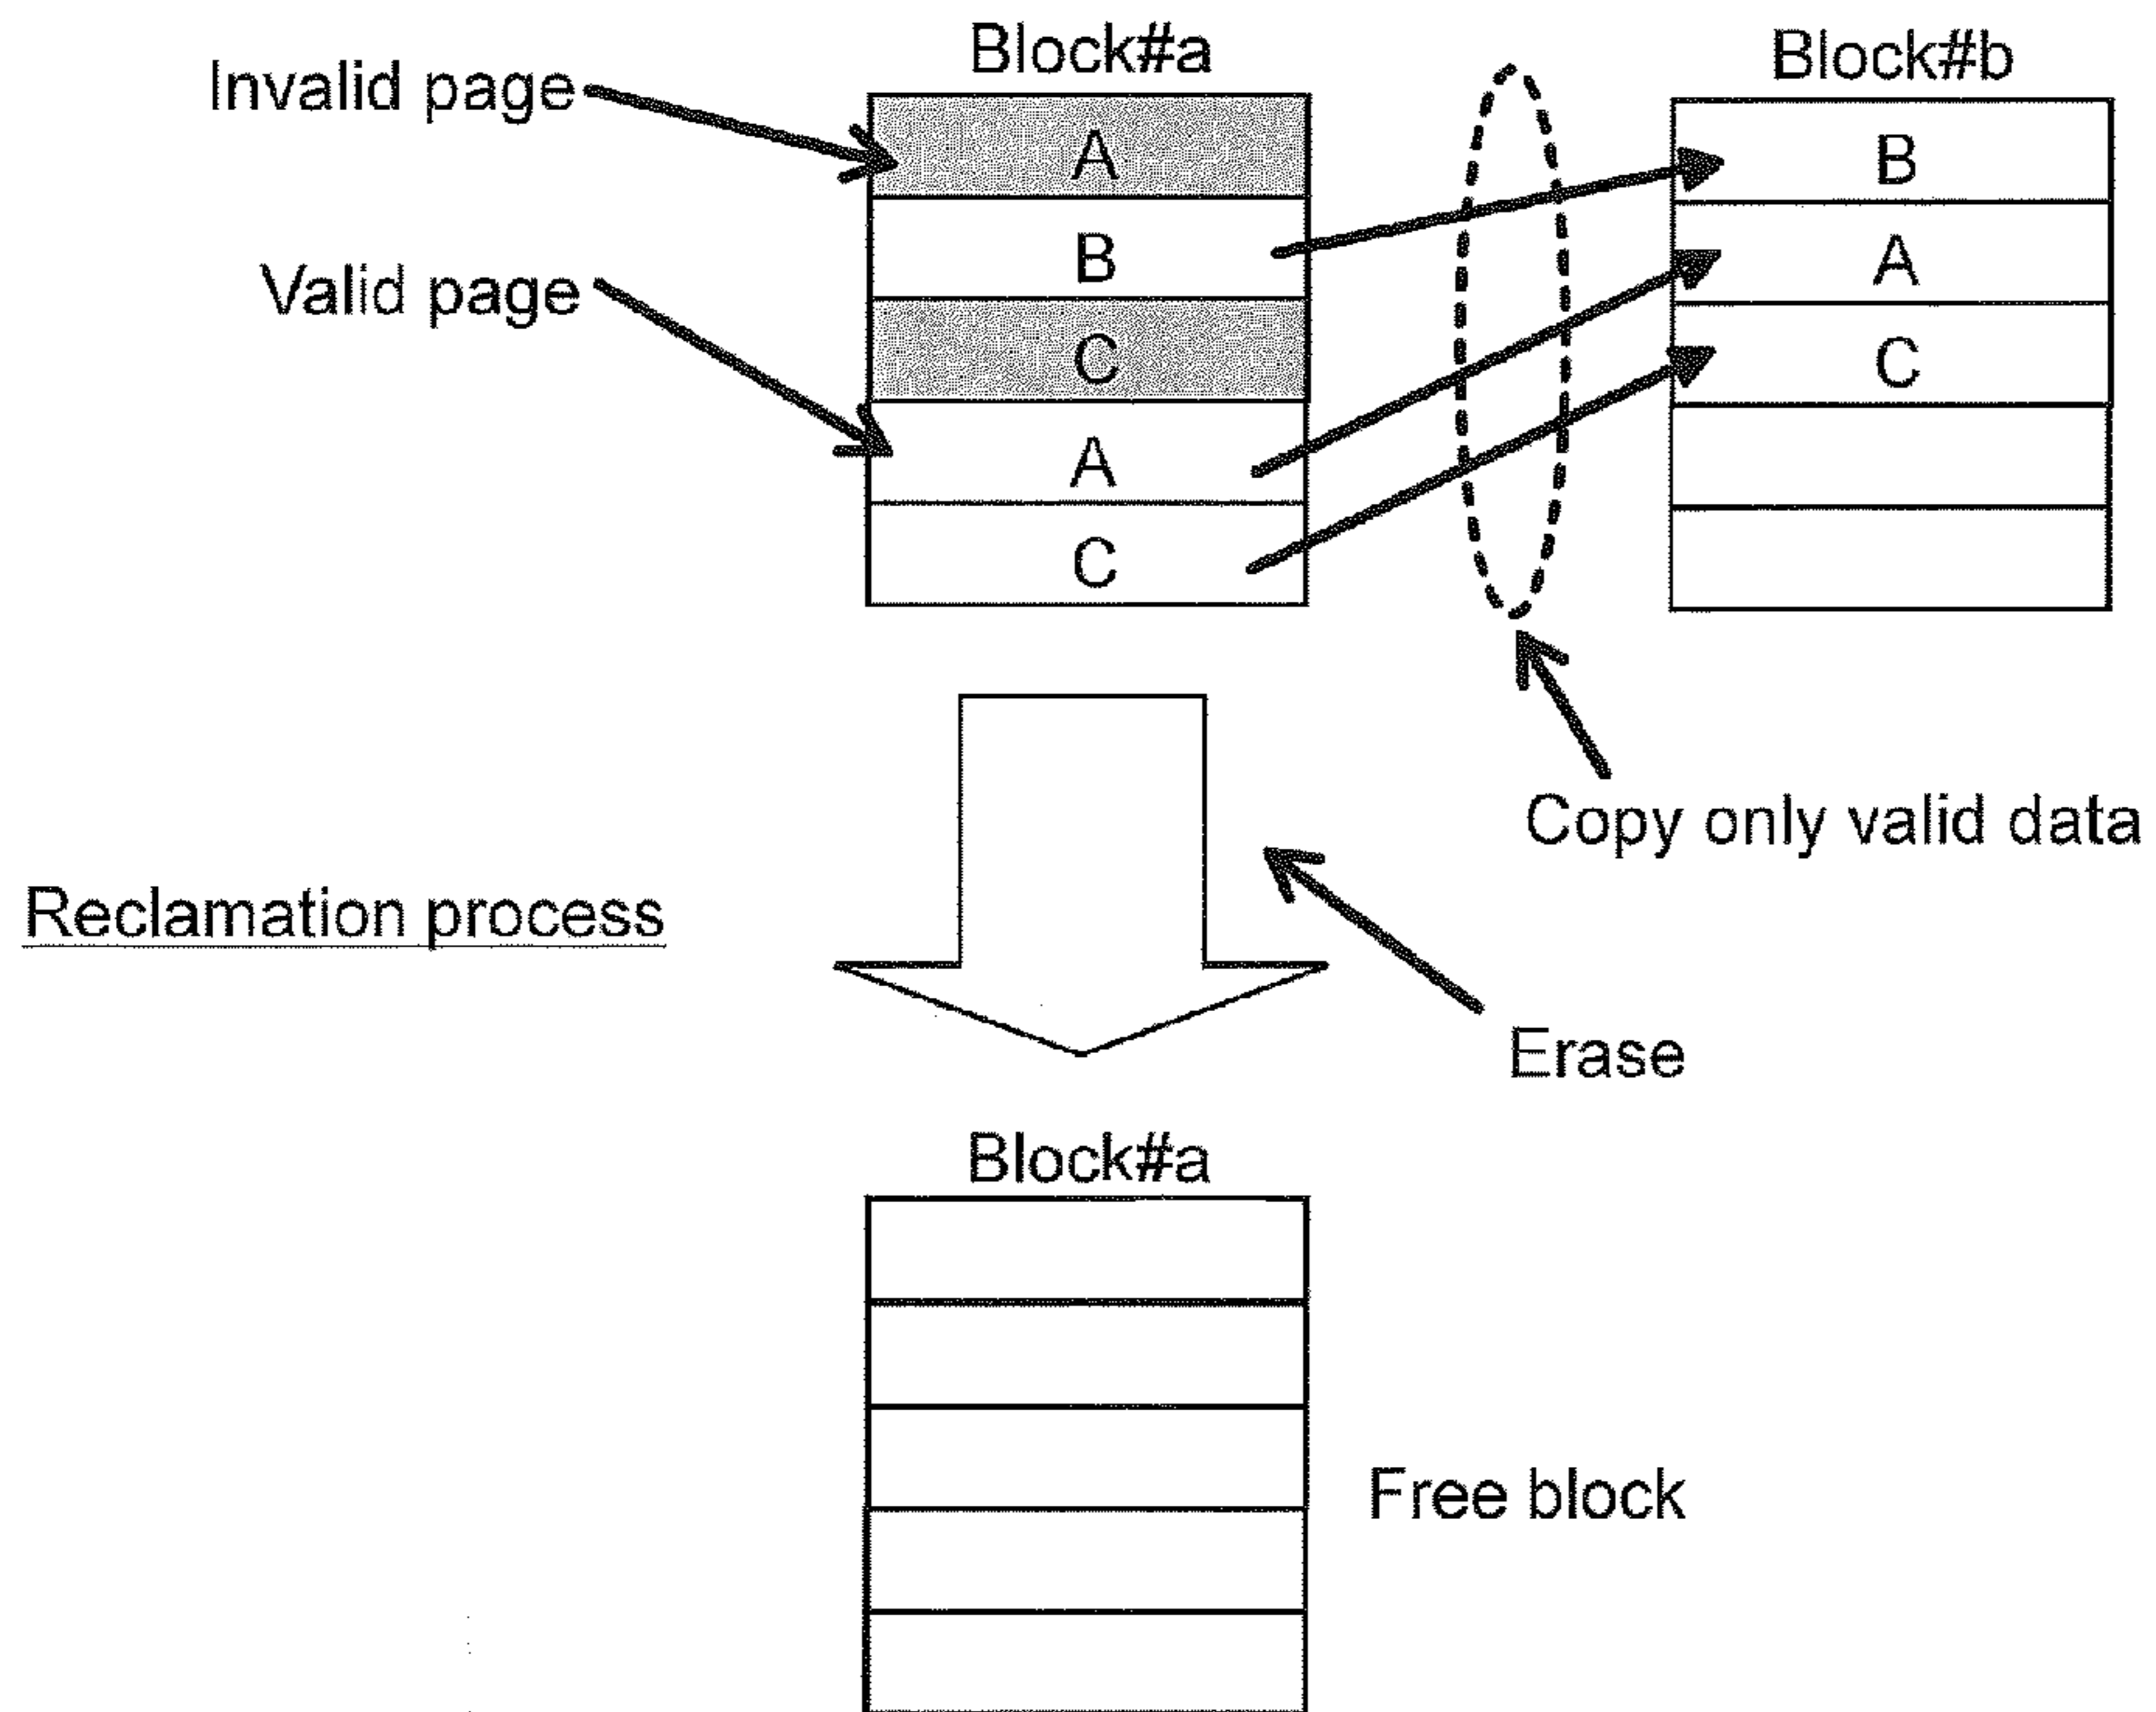 Block#a
Block#b
Invalid page
A
B
B
A
Valid page
C
C
A
C
Copy only valid data
Reclamation process
Erase
Block#a
Free block